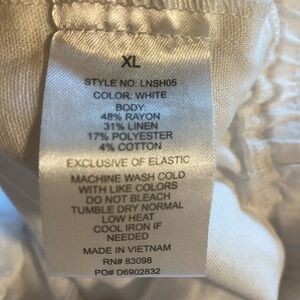 XL
STYLE NO: LNSH05
COLOR: WHITE
BODY:
48% RAYON
31% LINEN
17% POLYESTER
4% COTTON
EXCLUSIVE OF ELASTIC
MACHINE WASH COLD
WITH LIKE COLORS
DO NOT BLEACH
TUMBLE DRY NORMAL
LOW HEAT
COOL IRON IF
NEEDED
MADE IN VIETNAM
RN# 83098
PO# D6902832